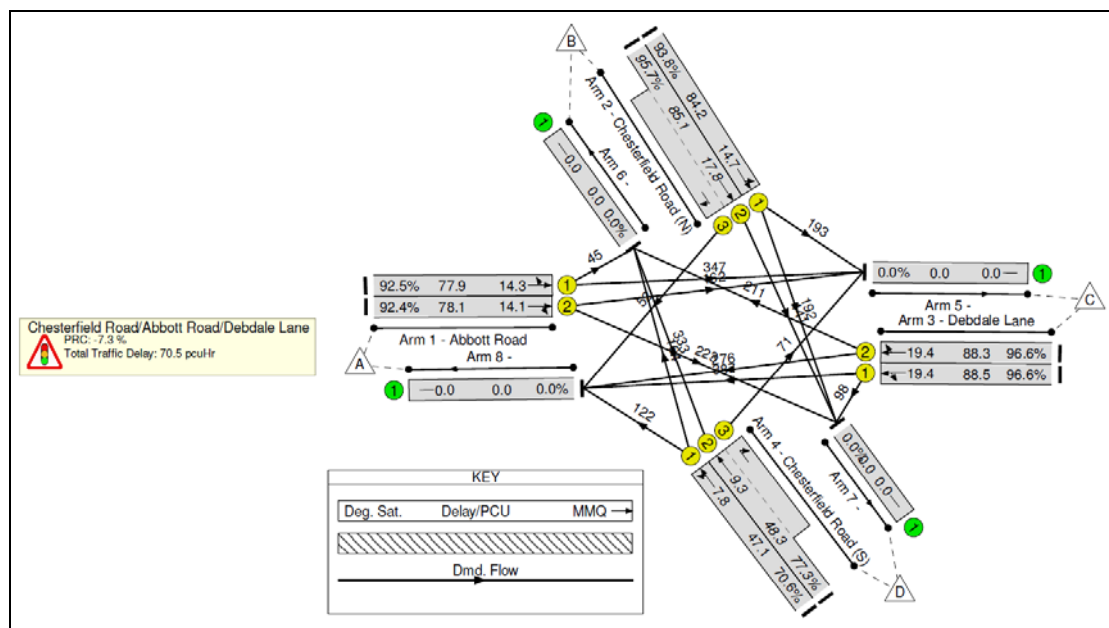 B
93.8% 84.2 14.7
95.7% 85.1 17.8
Arm 2 - Chesterfield Road (N)
1
Arm 6 -
0.0 0.0 0.0%
3 2 1
193
45
92.5% 77.9 14.3
1
347
92.4% 78.1 14.1
2
211
192
0.0% 0.0 0.0
1
Arm 5 -
C
Arm 3 - Debdale Lane
Arm 1 - Abbott Road
A
Arm 8 -
1
0.0 0.0 0.0%
71
2
19.4 88.3 96.6%
1
19.4 88.5 96.6%
98
Chesterfield Road/Abbott Road/Debdale Lane
PRC: -7.3 %
Total Traffic Delay: 70.5 pcuHr
122
1 2 3
Arm 4 - Chesterfield Road (S)
7.8 47.1 70.6%
9.3 48.3 77.3%
0.0% 0.0 0.0
Arm 7 -
1
D
KEY
Deg. Sat. Delay/PCU MMQ
Dmd. Flow